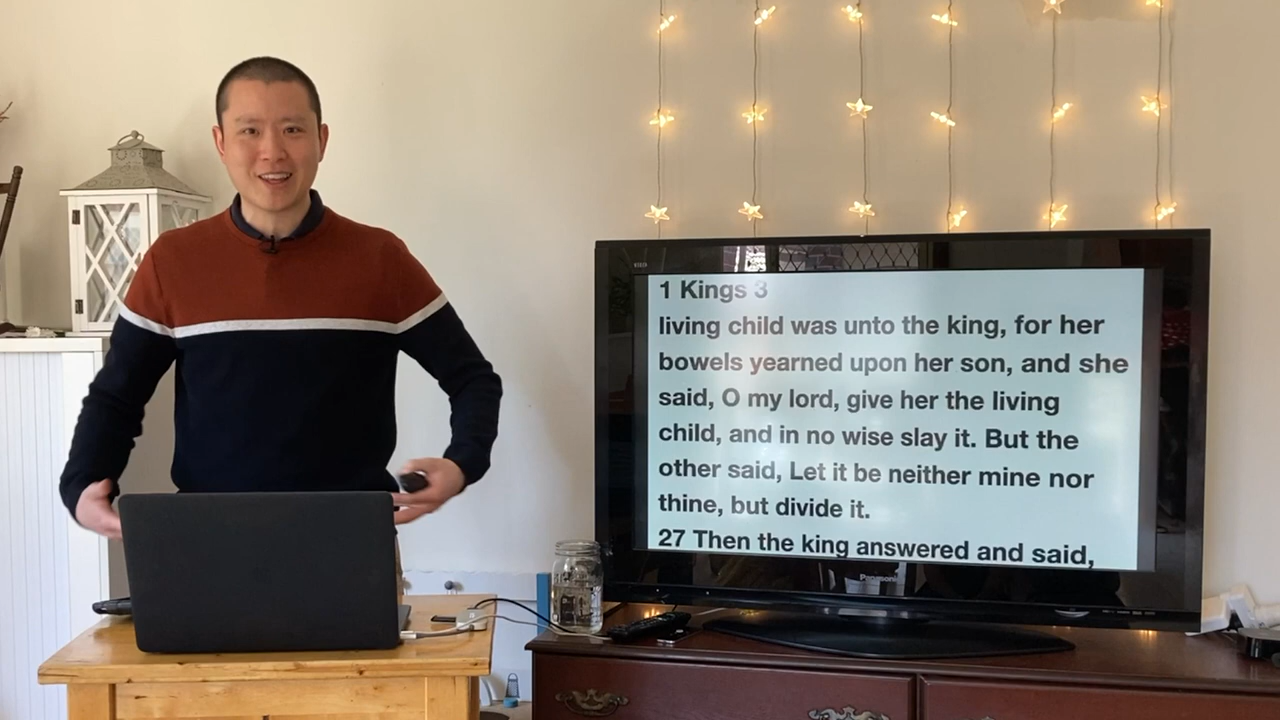 1 Kings 3
living child was unto the king, for her
bowels yearned upon her son, and she
said, O my lord, give her the living
child, and in no wise slay it. But the
other said, Let it be neither mine nor
thine, but divide it.
27 Then the king answered and said,
Panasonic